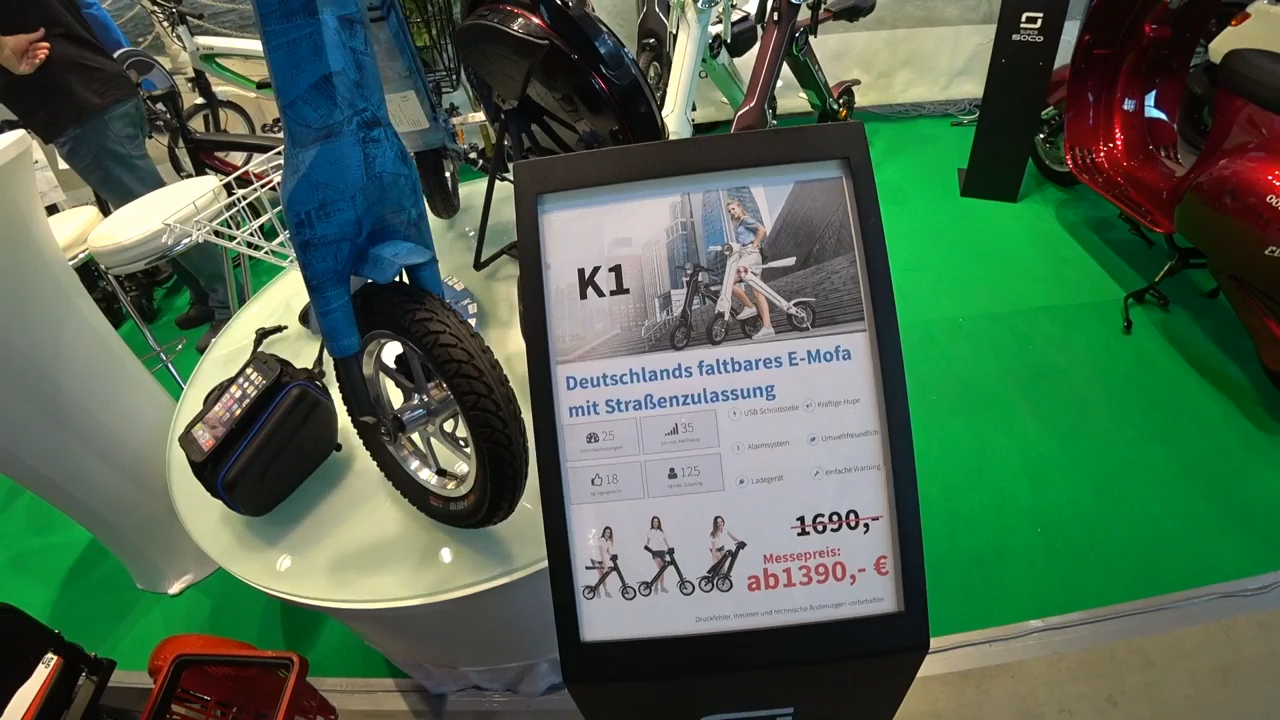 SUPER
SOCO
K1
Deutschlands faltbares E-Mofa
mit Straßenzulassung
25
35
18
125
USB Schnittstelle
Kräftige Hupe
Alarmsystem
Umweltfreundlich
Ladegerät
einfache Wartung
1690,-
Messepreis:
ab1390,- €
Druckfehler, Irrtümer und technische Änderungen vorbehalten